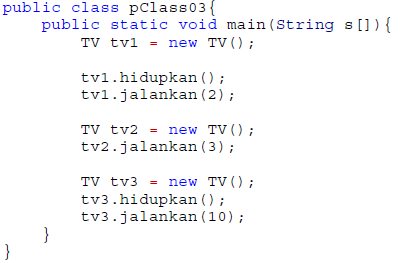 public class pClass03{
    public static void main(String s[]){
        TV tv1 = new TV();

        tv1.hidupkan();
        tv1.jalankan(2);

        TV tv2 = new TV();
        tv2.jalankan(3);

        TV tv3 = new TV();
        tv3.hidupkan();
        tv3.jalankan(10);
    }
}